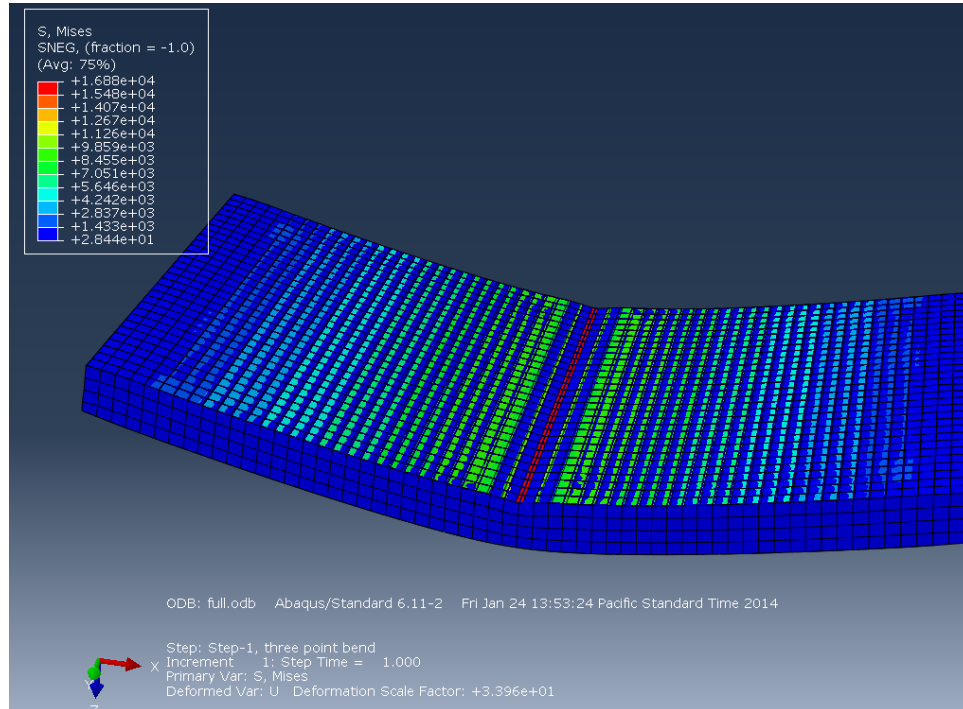 S, Mises
SNEG, (fraction = -1.0)
(Avg: 75%)
+1.688e+04
+1.548e+04
+1.407e+04
+1.267e+04
+1.126e+04
+9.859e+03
+8.455e+03
+7.051e+03
+5.646e+03
+4.242e+03
+2.837e+03
+1.433e+03
+2.844e+01
ODB: full.odb    Abaqus/Standard 6.11-2    Fri Jan 24 13:53:24 Pacific Standard Time 2014
Step: Step-1, three point bend
Increment      1: Step Time =    1.000
Primary Var: S, Mises
Deformed Var: U   Deformation Scale Factor: +3.396e+01
X
Y
Z